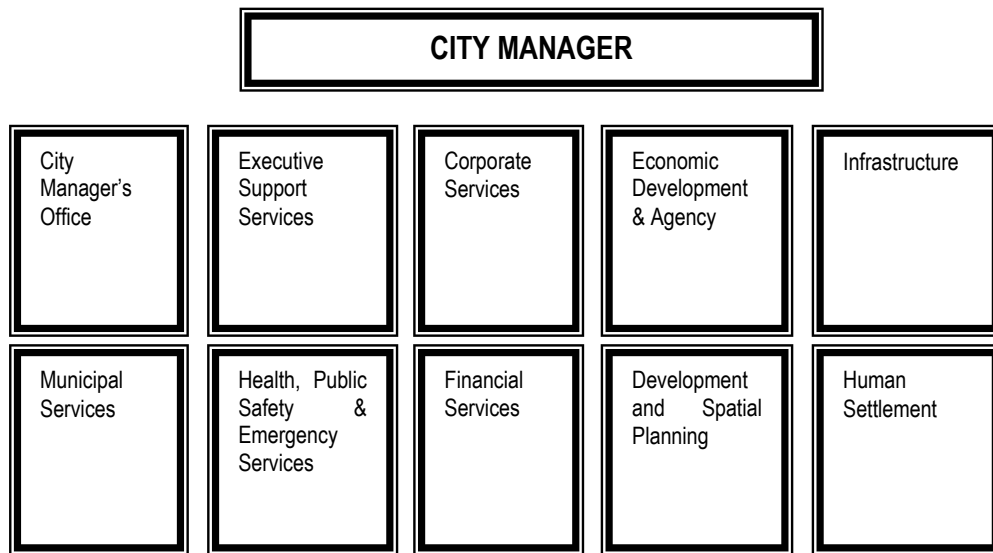 CITY MANAGER
City
Manager’s
Office
Executive
Support
Services
Corporate
Services
Economic
Development
& Agency
Infrastructure
Municipal
Services
Health, Public
Safety &
Emergency
Services
Financial
Services
Development
and Spatial
Planning
Human
Settlement